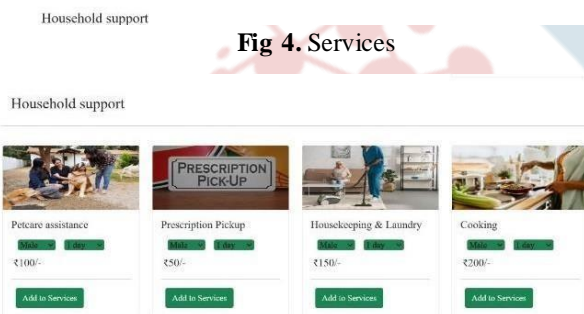 Household support
Fig 4. Services
Household support
PRESCRIPTION
PICK-UP
Petcare assistance
Prescription Pickup
Housekeeping & Laundry
Cooking
Male 1 day
Male 1 day
Male 1 day
Male 1 day
₹100/-
₹50/-
₹150/-
₹200/-
Add to Services
Add to Services
Add to Services
Add to Services